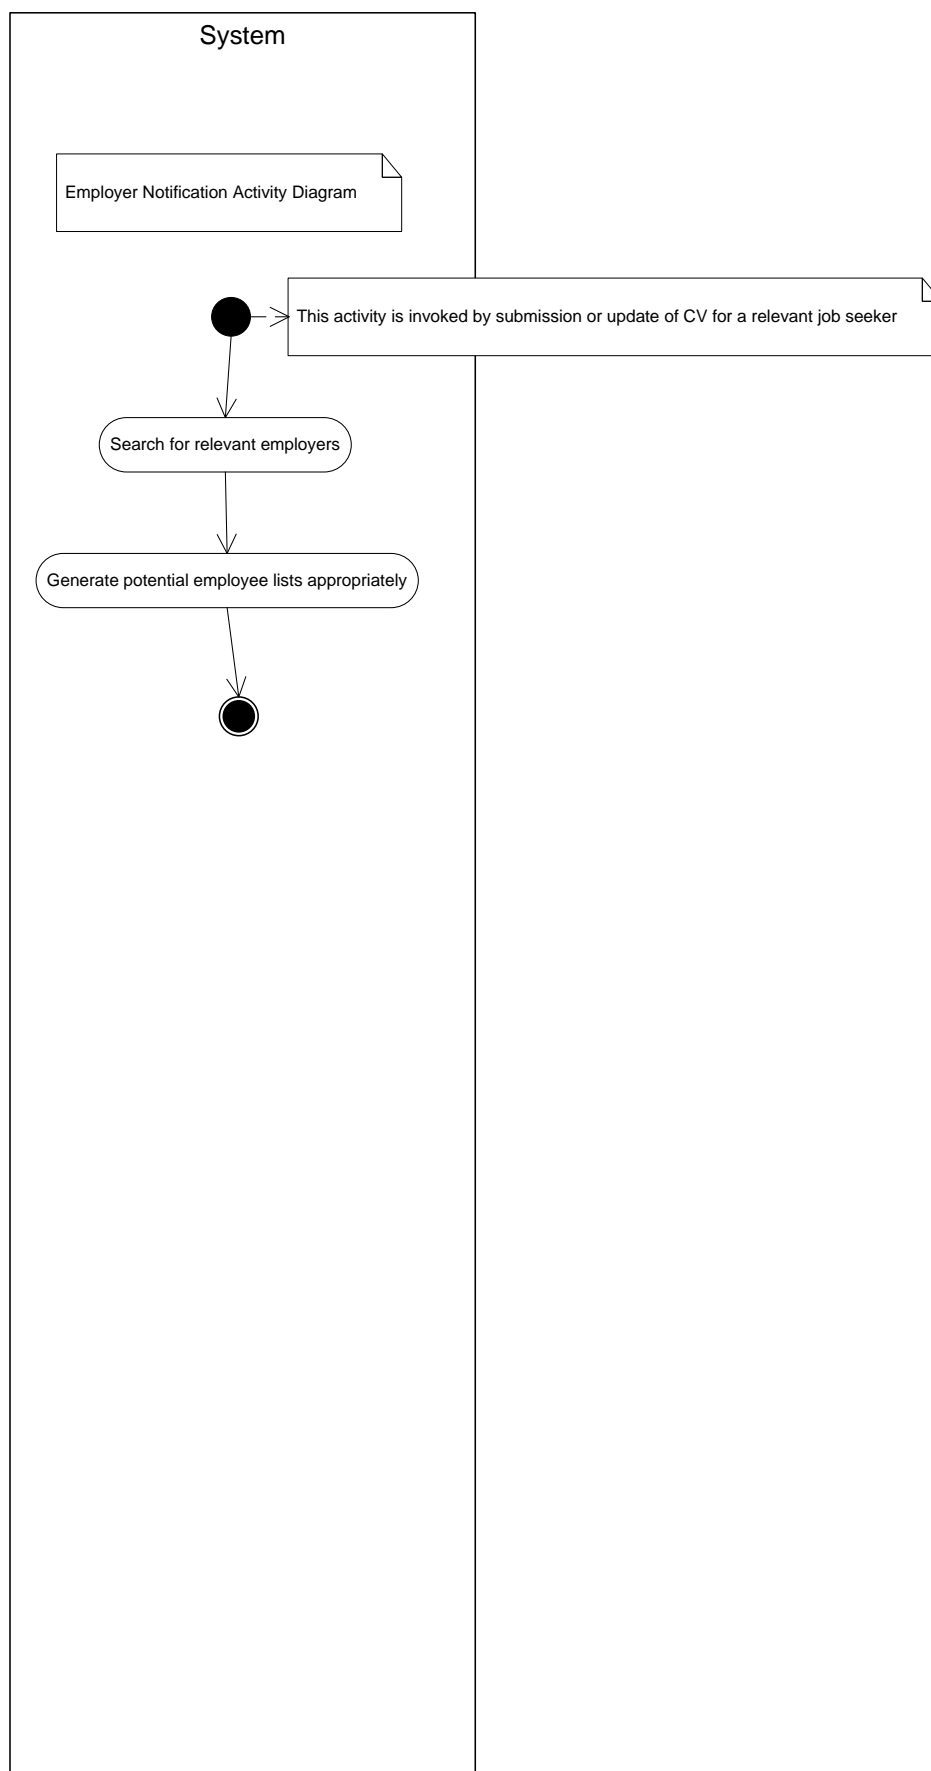 System
Employer Notification Activity Diagram
This activity is invoked by submission or update of CV for a relevant job seeker
Search for relevant employers
Generate potential employee lists appropriately